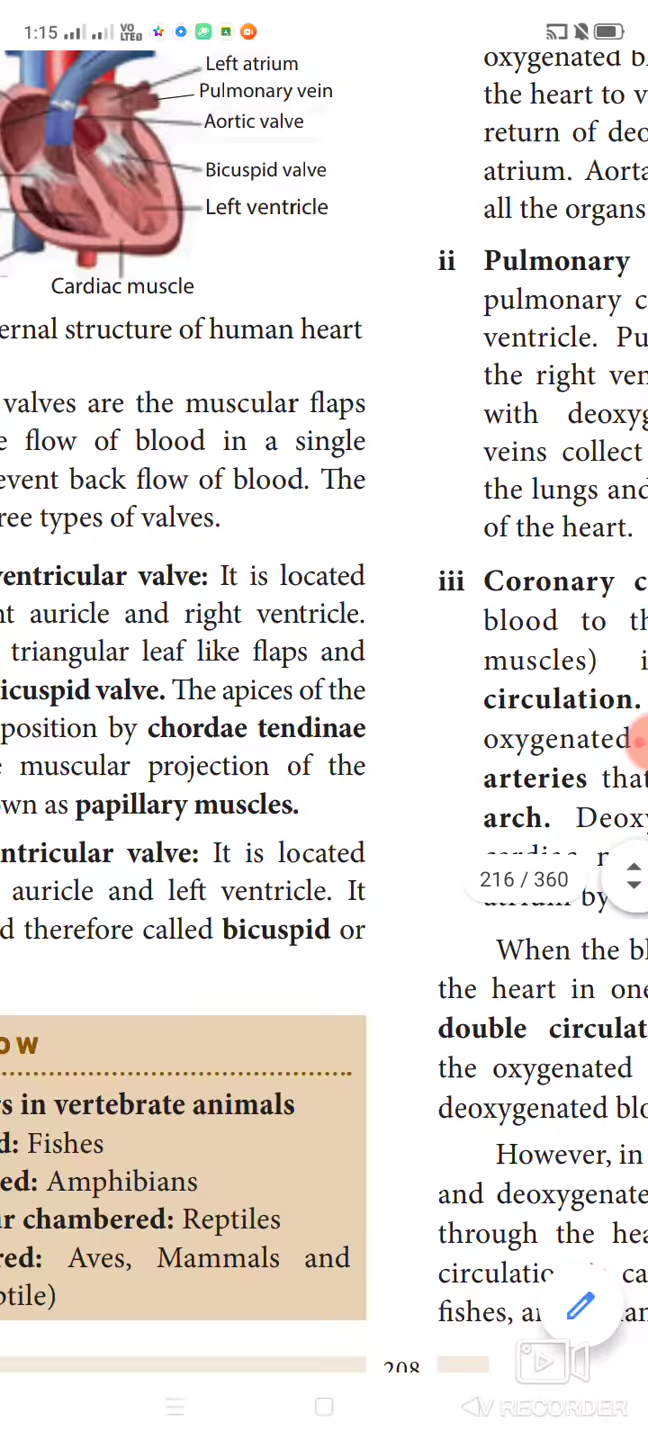 1:15 VO LTE
Left atrium
Pulmonary vein
Aortic valve
Bicuspid valve
Left ventricle
Cardiac muscle
ernal structure of human heart
valves are the muscular flaps
e flow of blood in a single
event back flow of blood. The
ree types of valves.
ventricular valve: It is located
nt auricle and right ventricle.
triangular leaf like flaps and
icuspid valve. The apices of the
position by chordae tendinae
e muscular projection of the
own as papillary muscles.
ntricular valve: It is located
auricle and left ventricle. It
d therefore called bicuspid or
OW
rs in vertebrate animals
d: Fishes
ed: Amphibians
ur chambered: Reptiles
red: Aves, Mammals and
ptile)
oxygenated bl
the heart to v
return of deo
atrium. Aorta
all the organs
ii Pulmonary
pulmonary c
ventricle. Pu
the right ven
with deoxyg
veins collect
the lungs and
of the heart.
iii Coronary c
blood to th
muscles) i
circulation.
oxygenated
arteries that
arch. Deoxy
216 / 360
by
When the bl
the heart in one
double circulat
the oxygenated
deoxygenated blo
However, in
and deoxygenate
through the hea
circulatio ca
fishes, a
208
V RECORDER